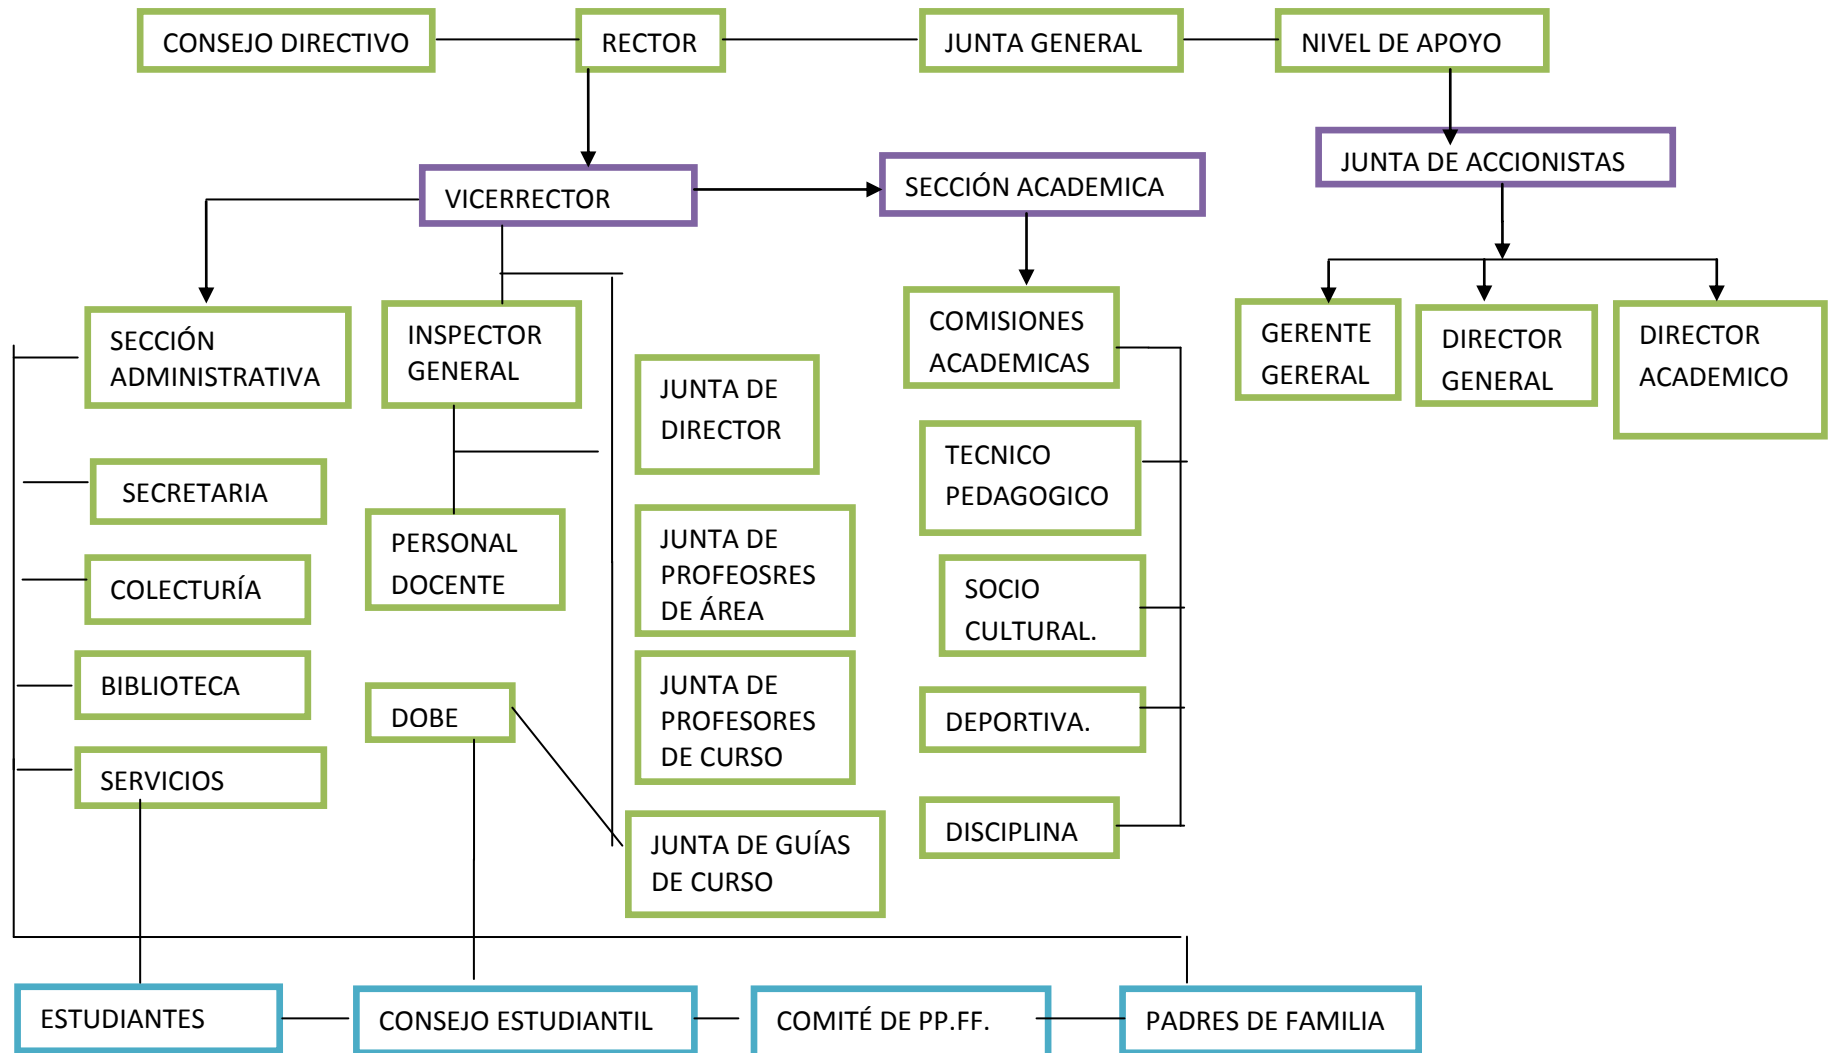 CONSEJO DIRECTIVO
RECTOR
JUNTA GENERAL
NIVEL DE APOYO
VICERRECTOR
SECCIÓN ACADEMICA
JUNTA DE ACCIONISTAS
SECCIÓN
ADMINISTRATIVA
INSPECTOR
GENERAL
COMISIONES
ACADEMICAS
GERENTE
GERERAL
DIRECTOR
GENERAL
DIRECTOR
ACADEMICO
JUNTA DE
DIRECTOR
SECRETARIA
TECNICO
PEDAGOGICO
PERSONAL
DOCENTE
JUNTA DE
PROFEOSRES
DE ÁREA
COLECTURÍA
SOCIO
CULTURAL.
BIBLIOTECA
DOBE
JUNTA DE
PROFESORES
DE CURSO
DEPORTIVA.
SERVICIOS
JUNTA DE GUÍAS
DE CURSO
DISCIPLINA
ESTUDIANTES
CONSEJO ESTUDIANTIL
COMITÉ DE PP.FF.
PADRES DE FAMILIA